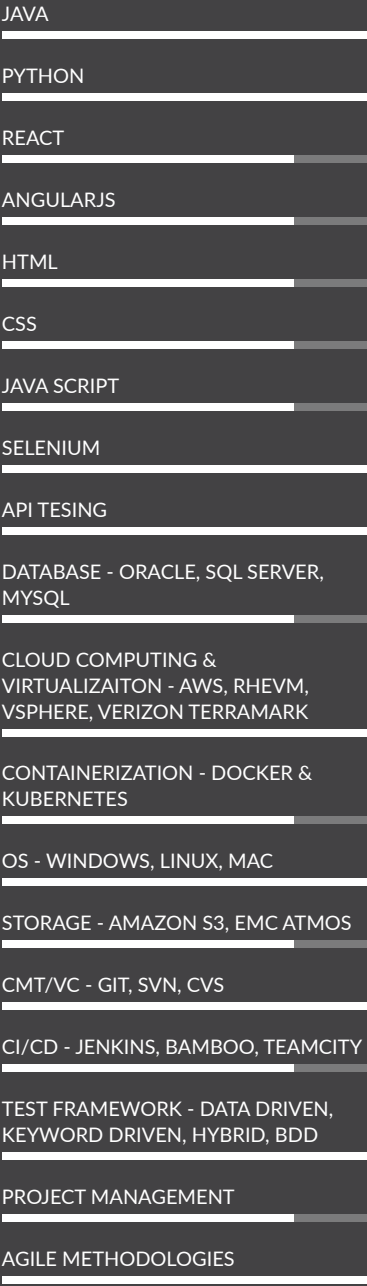 JAVA
PYTHON
REACT
ANGULARJS
HTML
CSS
JAVA SCRIPT
SELENIUM
API TESING
DATABASE - ORACLE, SQL SERVER,
MYSQL
CLOUD COMPUTING &
VIRTUALIZAITON - AWS, RHEVM,
VSPHERE, VERIZON TERRAMARK
CONTAINERIZATION - DOCKER &
KUBERNETES
OS - WINDOWS, LINUX, MAC
STORAGE - AMAZON S3, EMC ATMOS
CMT/VC - GIT, SVN, CVS
CI/CD - JENKINS, BAMBOO, TEAMCITY
TEST FRAMEWORK - DATA DRIVEN,
KEYWORD DRIVEN, HYBRID, BDD
PROJECT MANAGEMENT
AGILE METHODOLOGIES